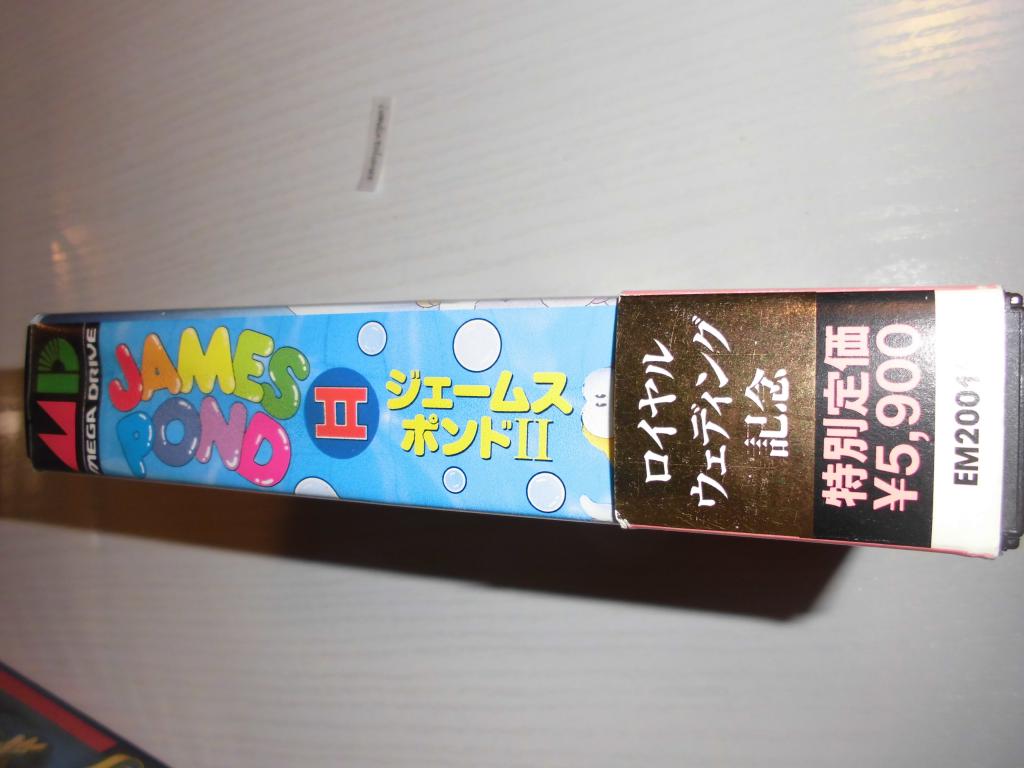 MD
MEGA DRIVE
JAMES
POND
II
ジェームス
ポンドII
ロイヤル
ウェディング
記念
特別定価
¥5,900